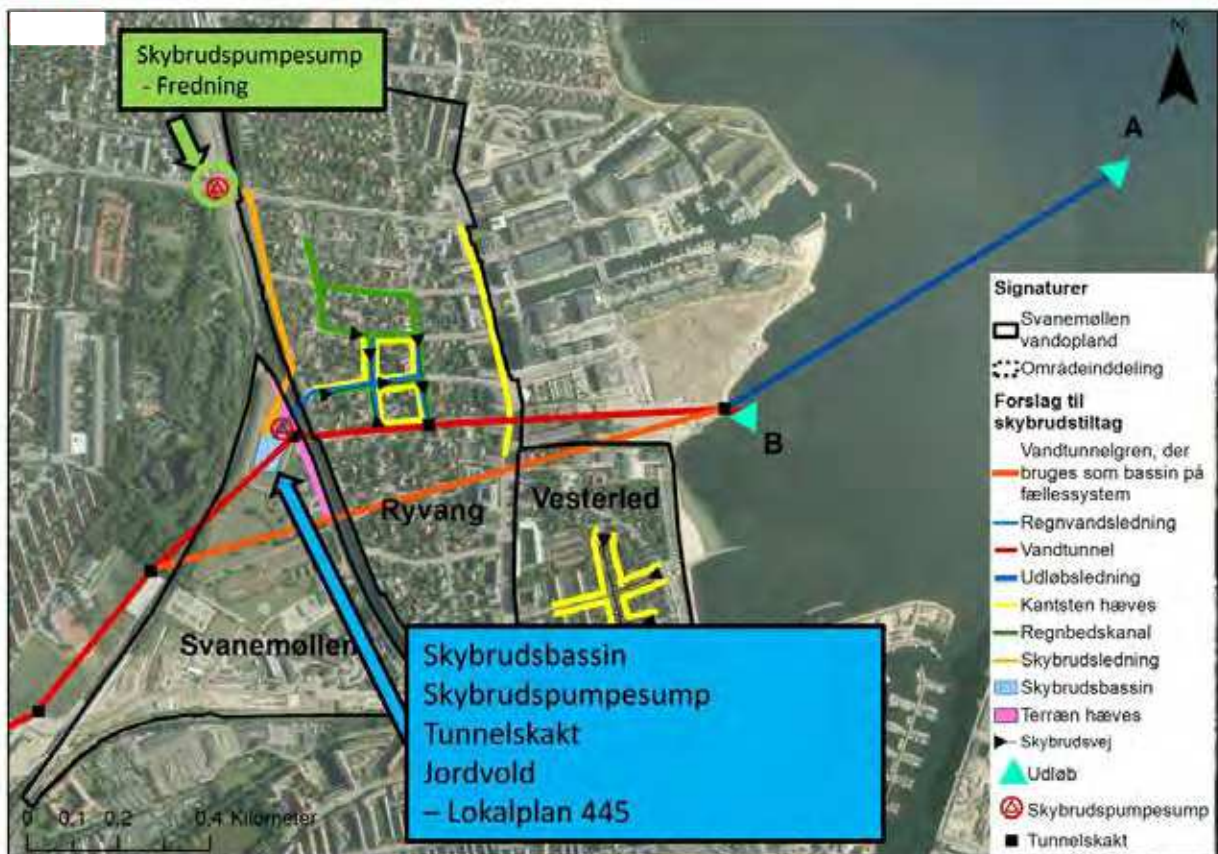 Skybrudspumpesump
- Fredning
N
A
B
Ryvang
Vesterled
Svanemøllen
Skybrudsbassin
Skybrudspumpesump
Tunnelskakt
Jordvold
– Lokalplan 445
0 0,1 0,2 0,4 Kilometer
Signaturer
Svanemøllen
vandopland
Områdeinddeling
Forslag til
skybrudstiltag
Vandtunnelgren, der
bruges som bassin på
fællessystem
Regnvandsledning
Vandtunnel
Udløbsledning
Kantsten hæves
Regnbedskanal
Skybrudsledning
Skybrudsbassin
Terræn hæves
Skybrudsvej
Udløb
Skybrudspumpesump
Tunnelskakt